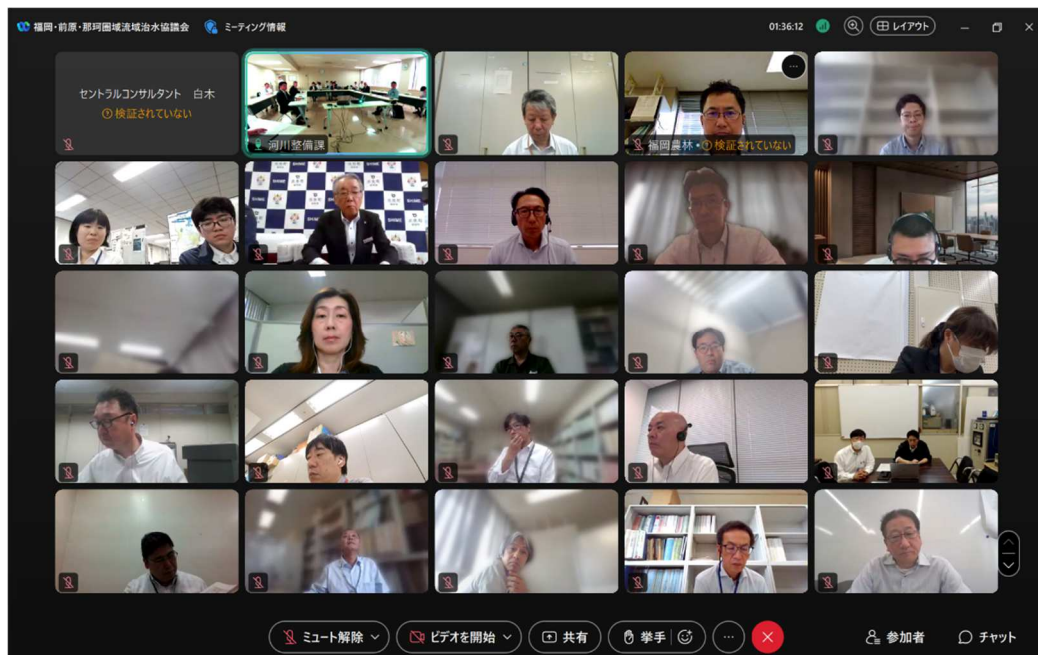 福岡・前原・那珂圏域流域治水協議会
ミーティング情報
01:36:12
レイアウト
セントラルコンサルタント 白木
検証されていない
河川整備課
福岡農林・検証されていない
ミュート解除
ビデオを開始
共有
挙手
参加者
チャット